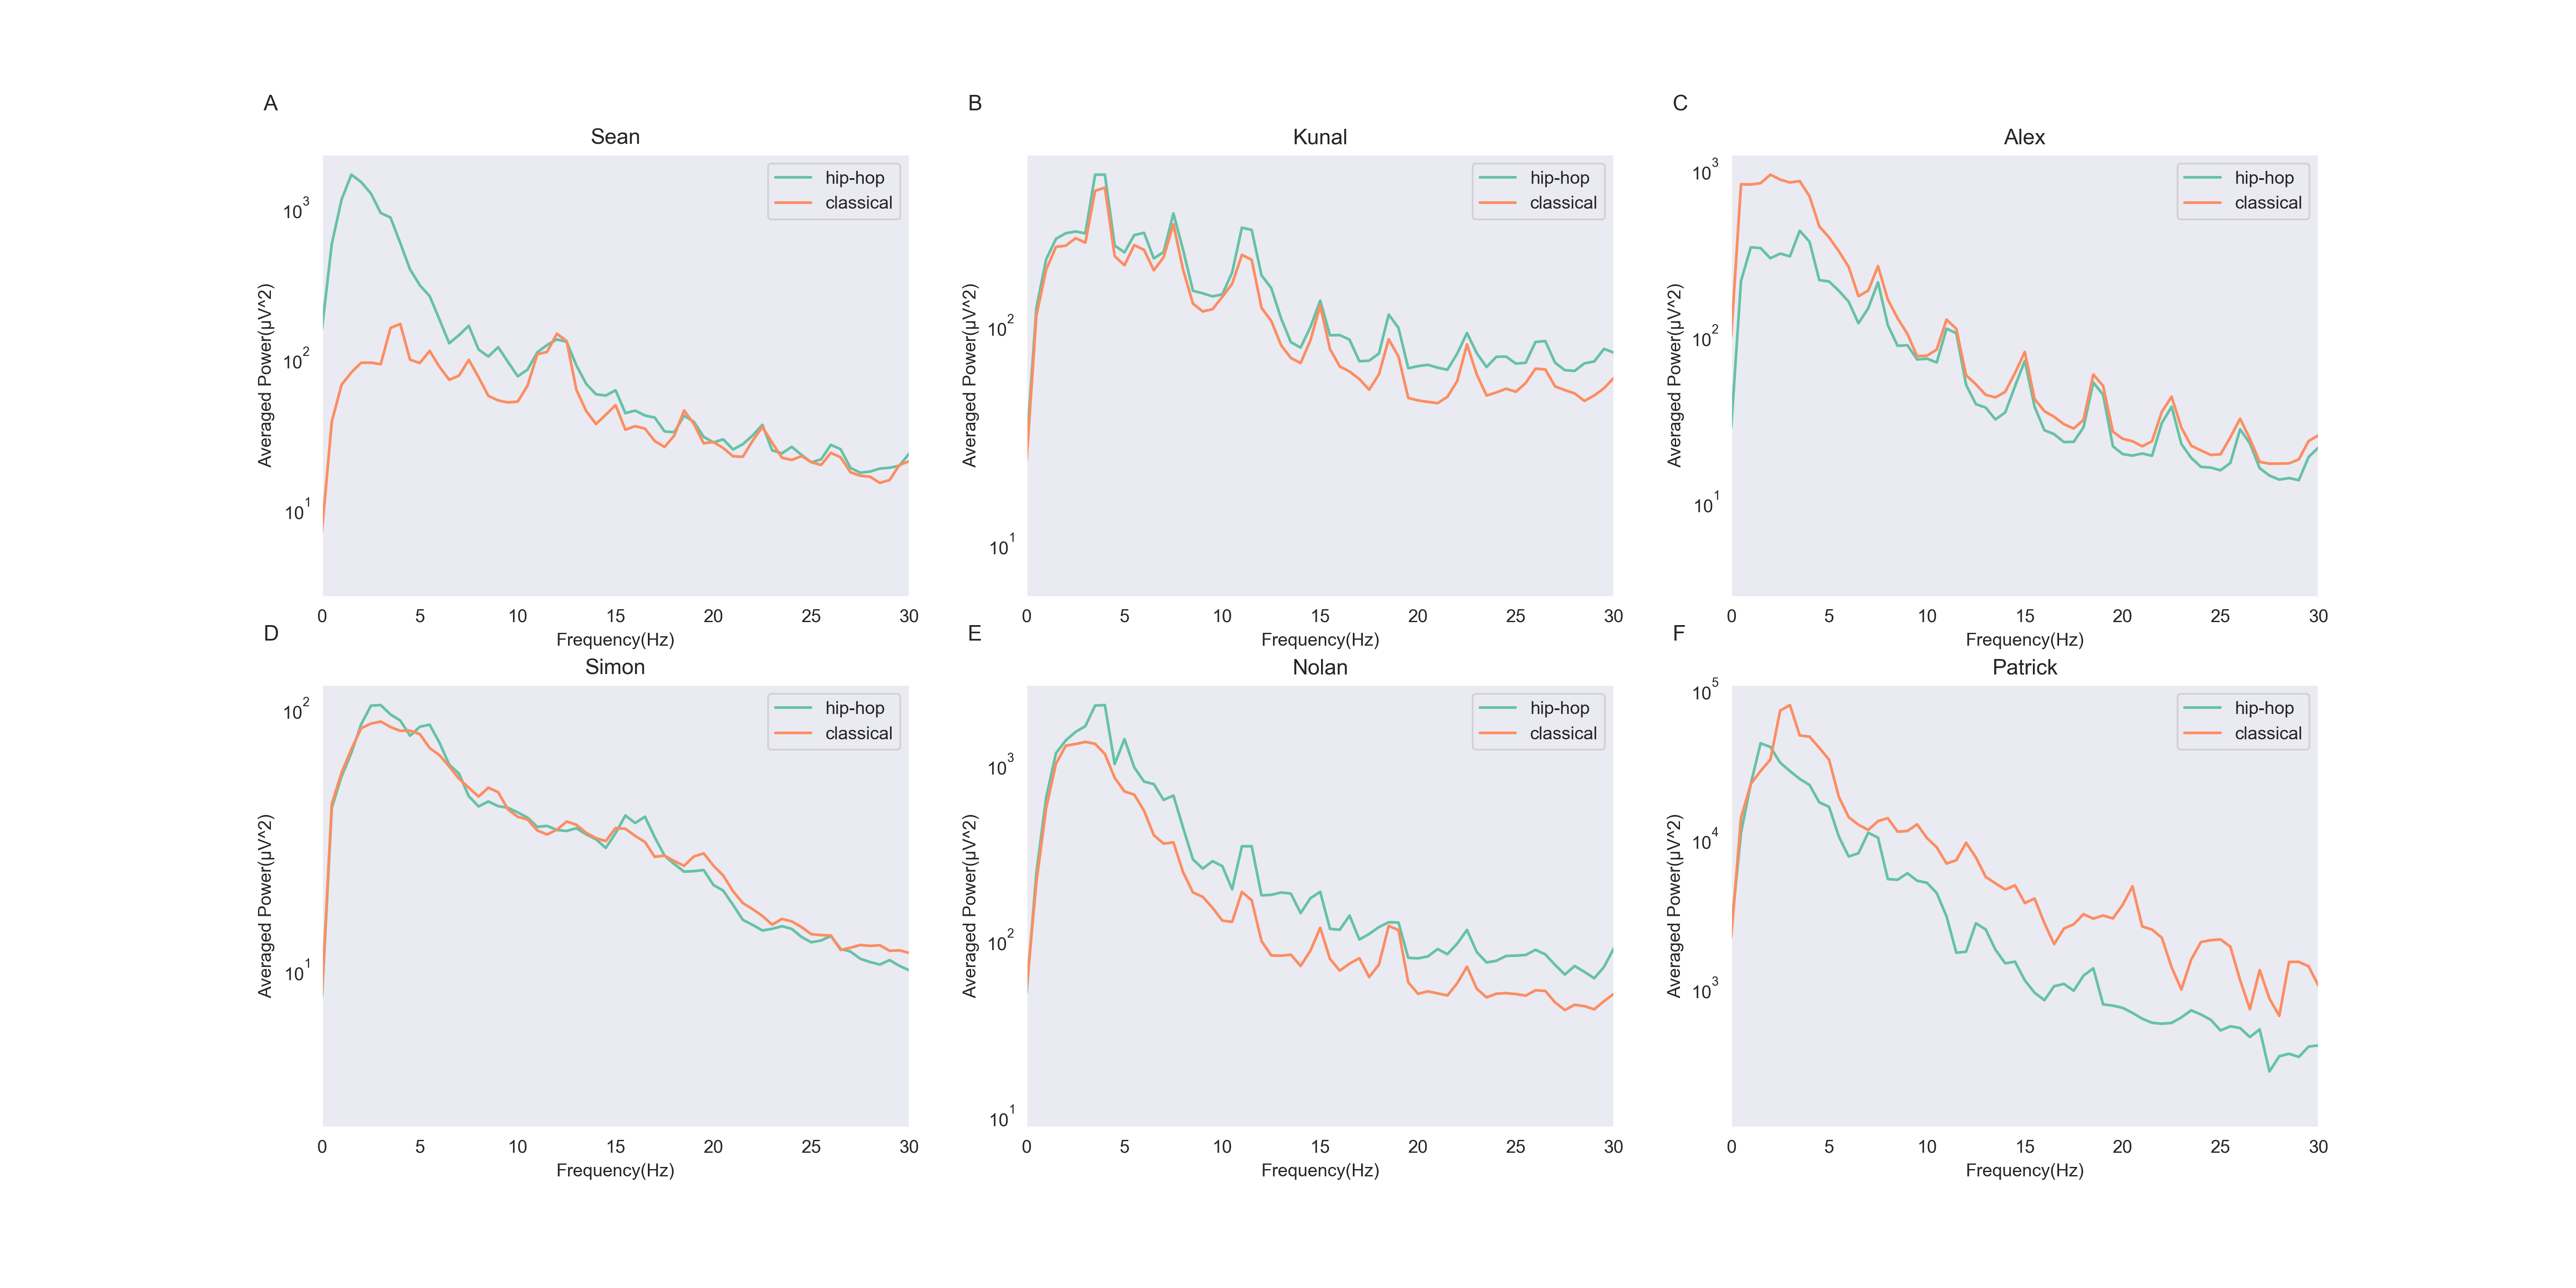 A
Sean
hip-hop
classical
10^3
10^2
10^1
Averaged Power(μV^2)
0 5 10 15 20 25 30
Frequency(Hz)
B
Kunal
hip-hop
classical
10^2
10^1
Averaged Power(μV^2)
0 5 10 15 20 25 30
Frequency(Hz)
C
Alex
hip-hop
classical
10^3
10^2
10^1
Averaged Power(μV^2)
0 5 10 15 20 25 30
Frequency(Hz)
D
Simon
hip-hop
classical
10^2
10^1
Averaged Power(μV^2)
0 5 10 15 20 25 30
Frequency(Hz)
E
Nolan
hip-hop
classical
10^3
10^2
10^1
Averaged Power(μV^2)
0 5 10 15 20 25 30
Frequency(Hz)
F
Patrick
hip-hop
classical
10^5
10^4
10^3
Averaged Power(μV^2)
0 5 10 15 20 25 30
Frequency(Hz)